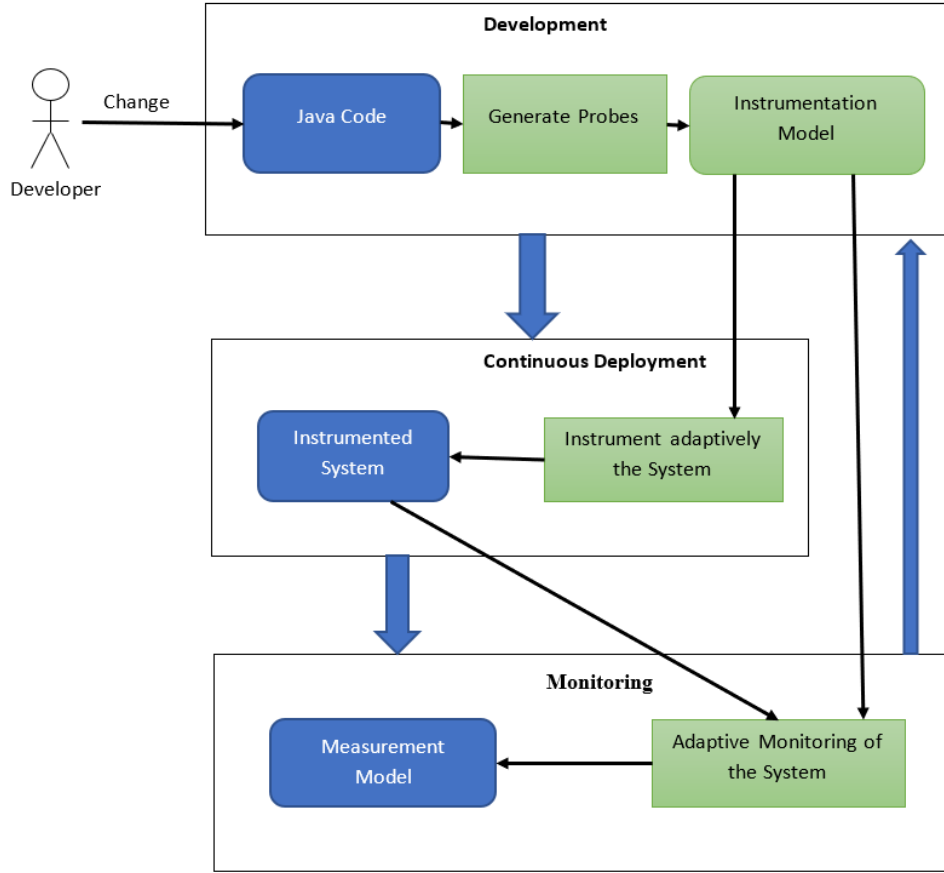 Development
Change
Developer
Java Code
Generate Probes
Instrumentation
Model
Continuous Deployment
Instrumented
System
Instrument adaptively
the System
Monitoring
Measurement
Model
Adaptive Monitoring of
the System